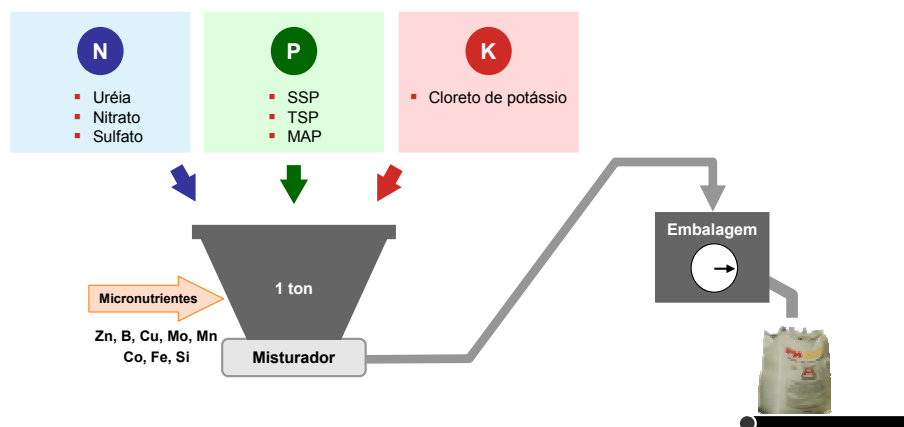 N
Uréia
Nitrato
Sulfato
P
SSP
TSP
MAP
K
Cloreto de potássio
Embalagem
1 ton
Micronutrientes
Zn, B, Cu, Mo, Mn
Co, Fe, Si
Misturador